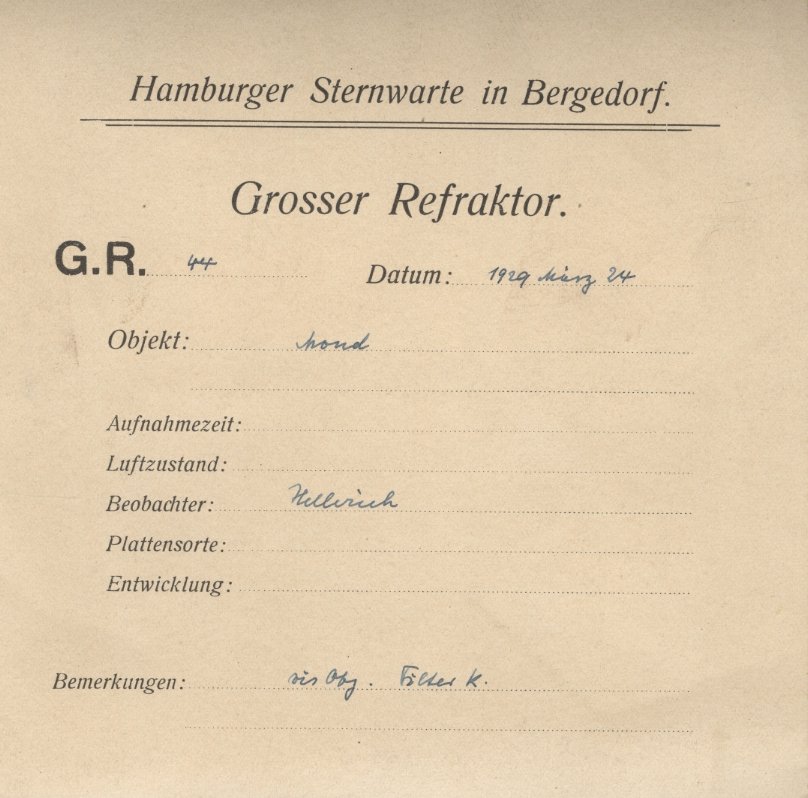 Hamburger Sternwarte in Bergedorf.
Grosser Refraktor.
G.R. 44 Datum: 1929 März 24
Objekt: Mond
Aufnahmezeit:
Luftzustand:
Beobachter: Hellerich
Plattensorte:
Entwicklung:
Bemerkungen: vis Obj. Filter K.